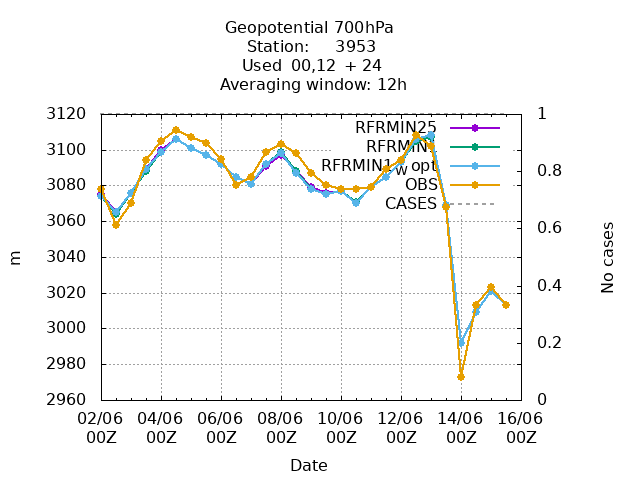 Geopotential 700hPa
Station: 3953
Used 00,12 + 24
Averaging window: 12h
3120
3100
3080
3060
3040
3020
3000
2980
2960
m
1
0.8
0.6
0.4
0.2
0
No cases
RFRMIN25
RFRMIN1
RFRMIN1w opt
OBS
CASES
02/06 04/06 06/06 08/06 10/06 12/06 14/06 16/06
00Z 00Z 00Z 00Z 00Z 00Z 00Z 00Z
Date